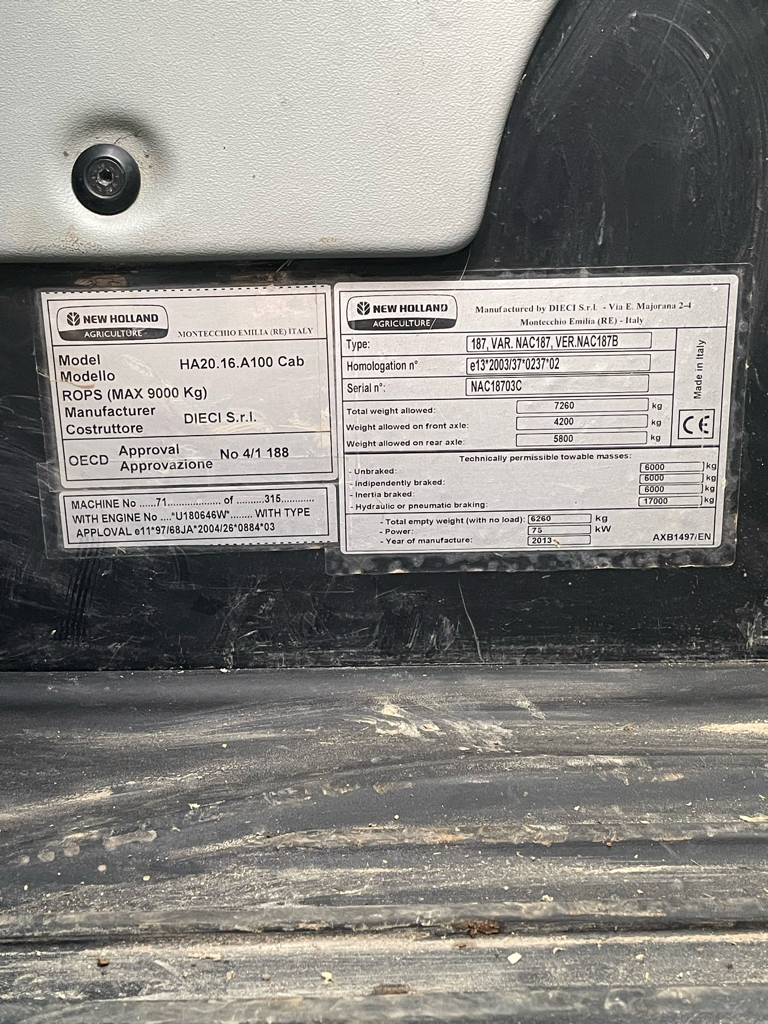 NEW HOLLAND
AGRICULTURE
MONTECCHIO EMILIA (RE) ITALY
Model
Modello
HA20.16.A100 Cab
ROPS (MAX 9000 Kg)
Manufacturer
Costruttore
DIECI S.r.l.
OECD
Approval
Approvazione
No 4/1 188
MACHINE No ......71.................... of ..........315............
WITH ENGINE No ...."U180646W"........ WITH TYPE
APPLOVAL e11*97/68JA*2004/26*0884*03
NEW HOLLAND
AGRICULTURE
Manufactured by DIECI S.r.l. - Via E. Majorana 2-4
Montecchio Emilia (RE) - Italy
Type: 187, VAR. NAC187, VER.NAC187B
Homologation n° e13*2003/37*0237*02
Serial n°: NAC18703C
Made in Italy
CE
Total weight allowed: 7260 kg
Weight allowed on front axle: 4200 kg
Weight allowed on rear axle: 5800 kg
Technically permissible towable masses:
- Unbraked: 6000 kg
- Indipendently braked: 6000 kg
- Inertia braked: 6000 kg
- Hydraulic or pneumatic braking: 17000 kg
- Total empty weight (with no load): 6260 kg
- Power: 75 kW
- Year of manufacture: 2013
AXB1497/EN